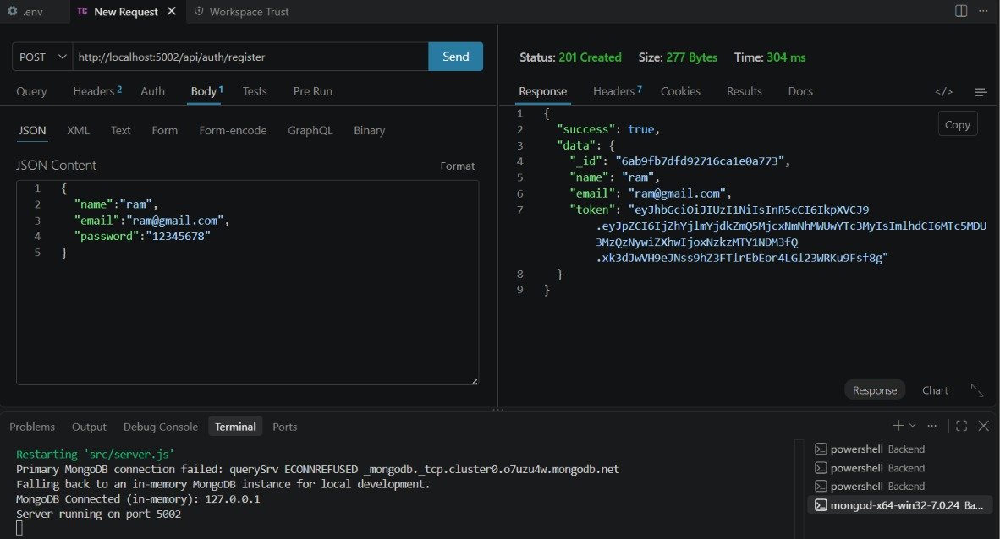 .env TC New Request Workspace Trust
POST http://localhost:5002/api/auth/register Send
Query Headers 2 Auth Body 1 Tests Pre Run
JSON XML Text Form Form-encode GraphQL Binary
JSON Content Format
1 {
2 "name":"ram",
3 "email":"ram@gmail.com",
4 "password":"12345678"
5 }
Status: 201 Created Size: 277 Bytes Time: 304 ms
Response Headers 7 Cookies Results Docs </>
Copy
1 {
2 "success": true,
3 "data": {
4 "_id": "6ab9fb7dfd92716ca1e0a773",
5 "name": "ram",
6 "email": "ram@gmail.com",
7 "token": "eyJhbGciOiJIUzI1NiIsInR5cCI6IkpXVCJ9
.eyJpZCI6IjZhYjlmYjdkZmQ5MjcxNmNhMWUwYTc3MyIsImlhdCI6MTc5MDU
3MzQzNywiZXhwIjoxNzkzMTY1NDM3fQ
.xk3dJwVH9eJNss9hZ3FTlrEbEor4LGl23WRKu9Fsf8g"
8 }
9 }
Response Chart
Problems Output Debug Console Terminal Ports
Restarting 'src/server.js'
Primary MongoDB connection failed: querySrv ECONNREFUSED _mongodb._tcp.cluster0.o7uzu4w.mongodb.net
Falling back to an in-memory MongoDB instance for local development.
MongoDB Connected (in-memory): 127.0.0.1
Server running on port 5002
powershell Backend
powershell Backend
powershell Backend
mongod-x64-win32-7.0.24 Ba...